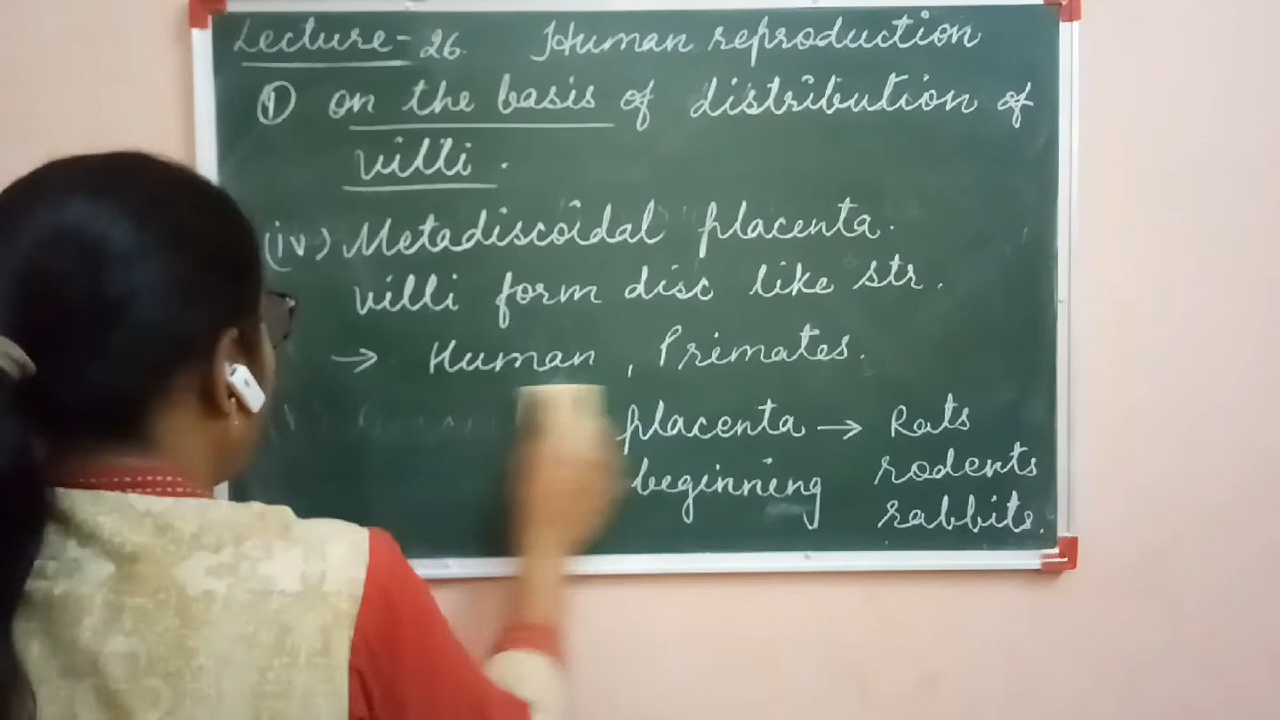 Lecture-26. Human reproduction
① on the basis of distribution of
villi.
(iv) Metadiscoidal placenta.
villi form disc like str.
→ Human, Primates.
placenta → Rats
beginning rodents
rabbits.